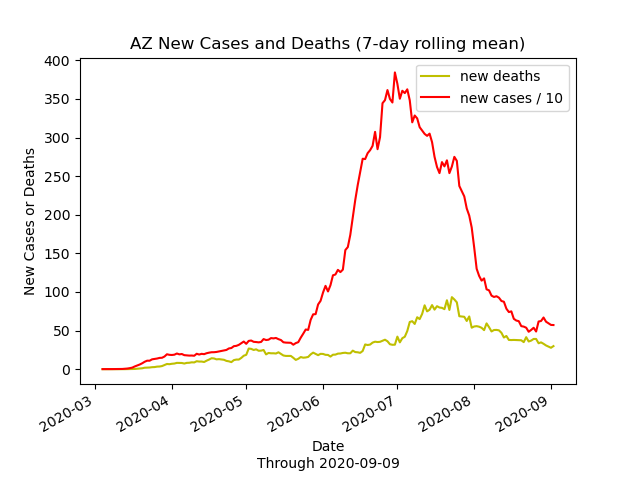 AZ New Cases and Deaths (7-day rolling mean)
new deaths
new cases / 10
400
350
300
250
200
150
100
50
0
New Cases or Deaths
2020-03
2020-04
2020-05
2020-06
2020-07
2020-08
2020-09
Date
Through 2020-09-09